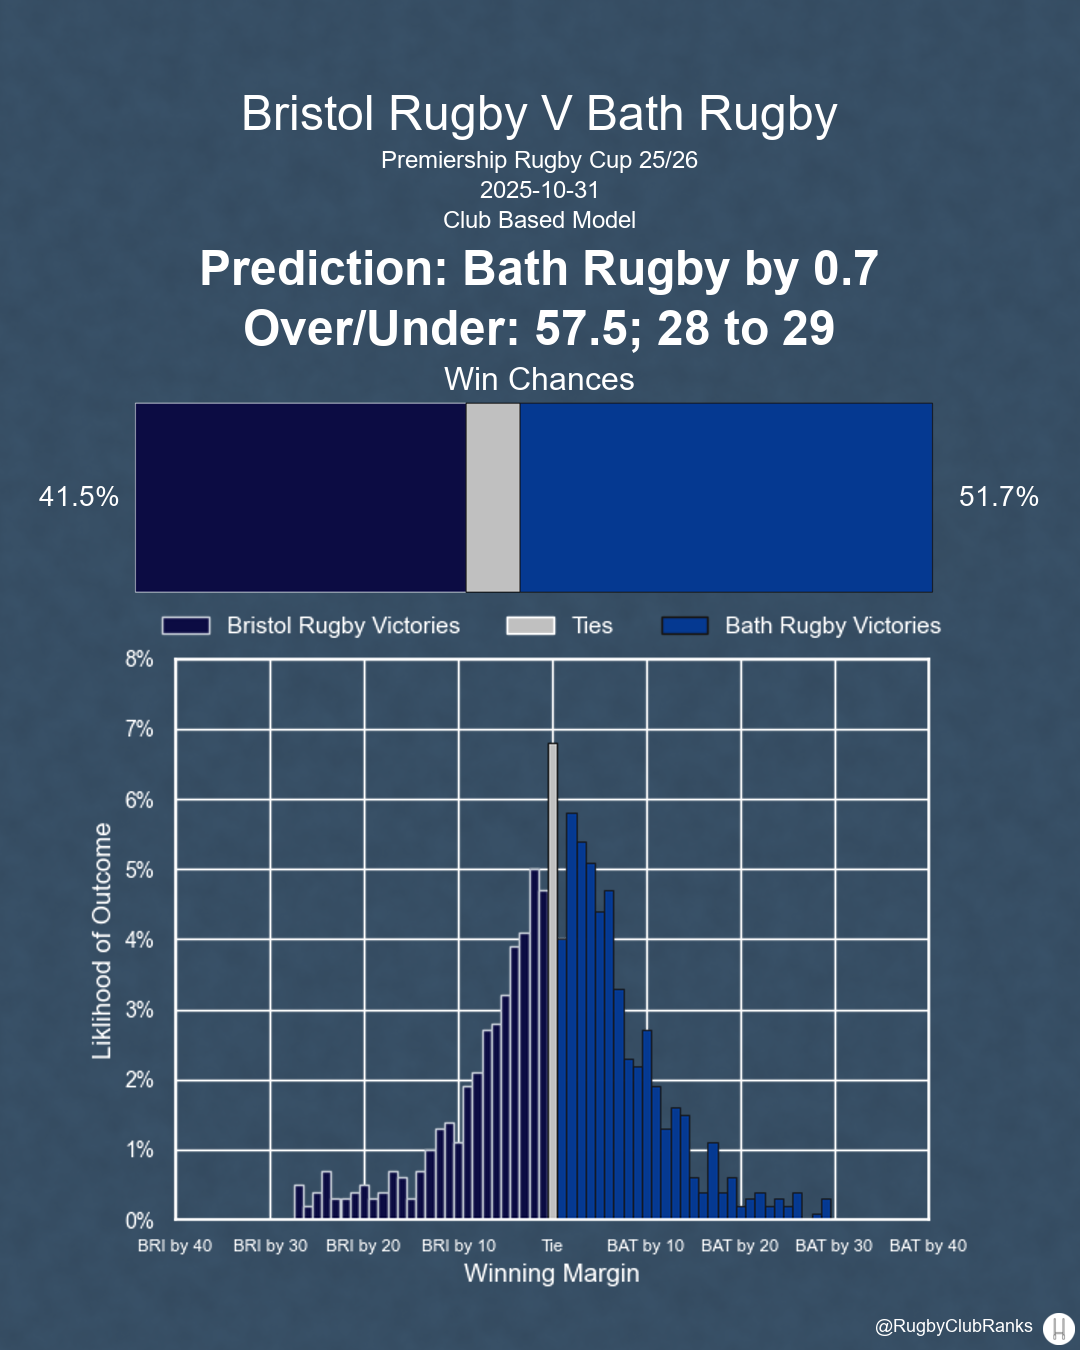 Bristol Rugby V Bath Rugby
Premiership Rugby Cup 25/26
2025-10-31
Club Based Model
Prediction: Bath Rugby by 0.7
Over/Under: 57.5; 28 to 29
Win Chances
41.5%
51.7%
Bristol Rugby Victories
Ties
Bath Rugby Victories
8%
7%
6%
5%
4%
3%
2%
1%
0%
Liklihood of Outcome
BRI by 40
BRI by 30
BRI by 20
BRI by 10
Tie
BAT by 10
BAT by 20
BAT by 30
BAT by 40
Winning Margin
@RugbyClubRanks